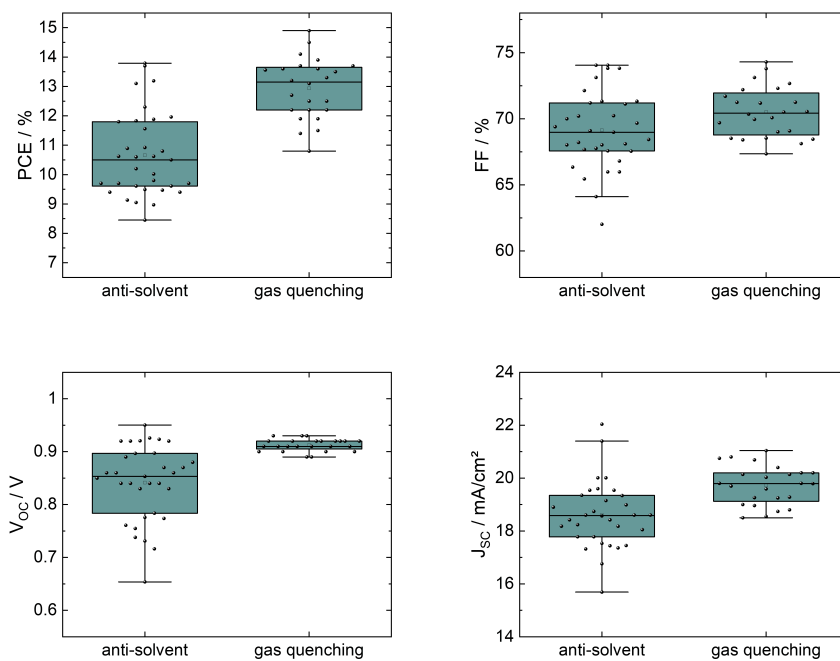 PCE / %
15
14
13
12
11
10
9
8
7
anti-solvent
gas quenching
FF / %
75
70
65
60
anti-solvent
gas quenching
V_OC / V
1
0.9
0.8
0.7
0.6
anti-solvent
gas quenching
J_SC / mA/cm²
24
22
20
18
16
14
anti-solvent
gas quenching